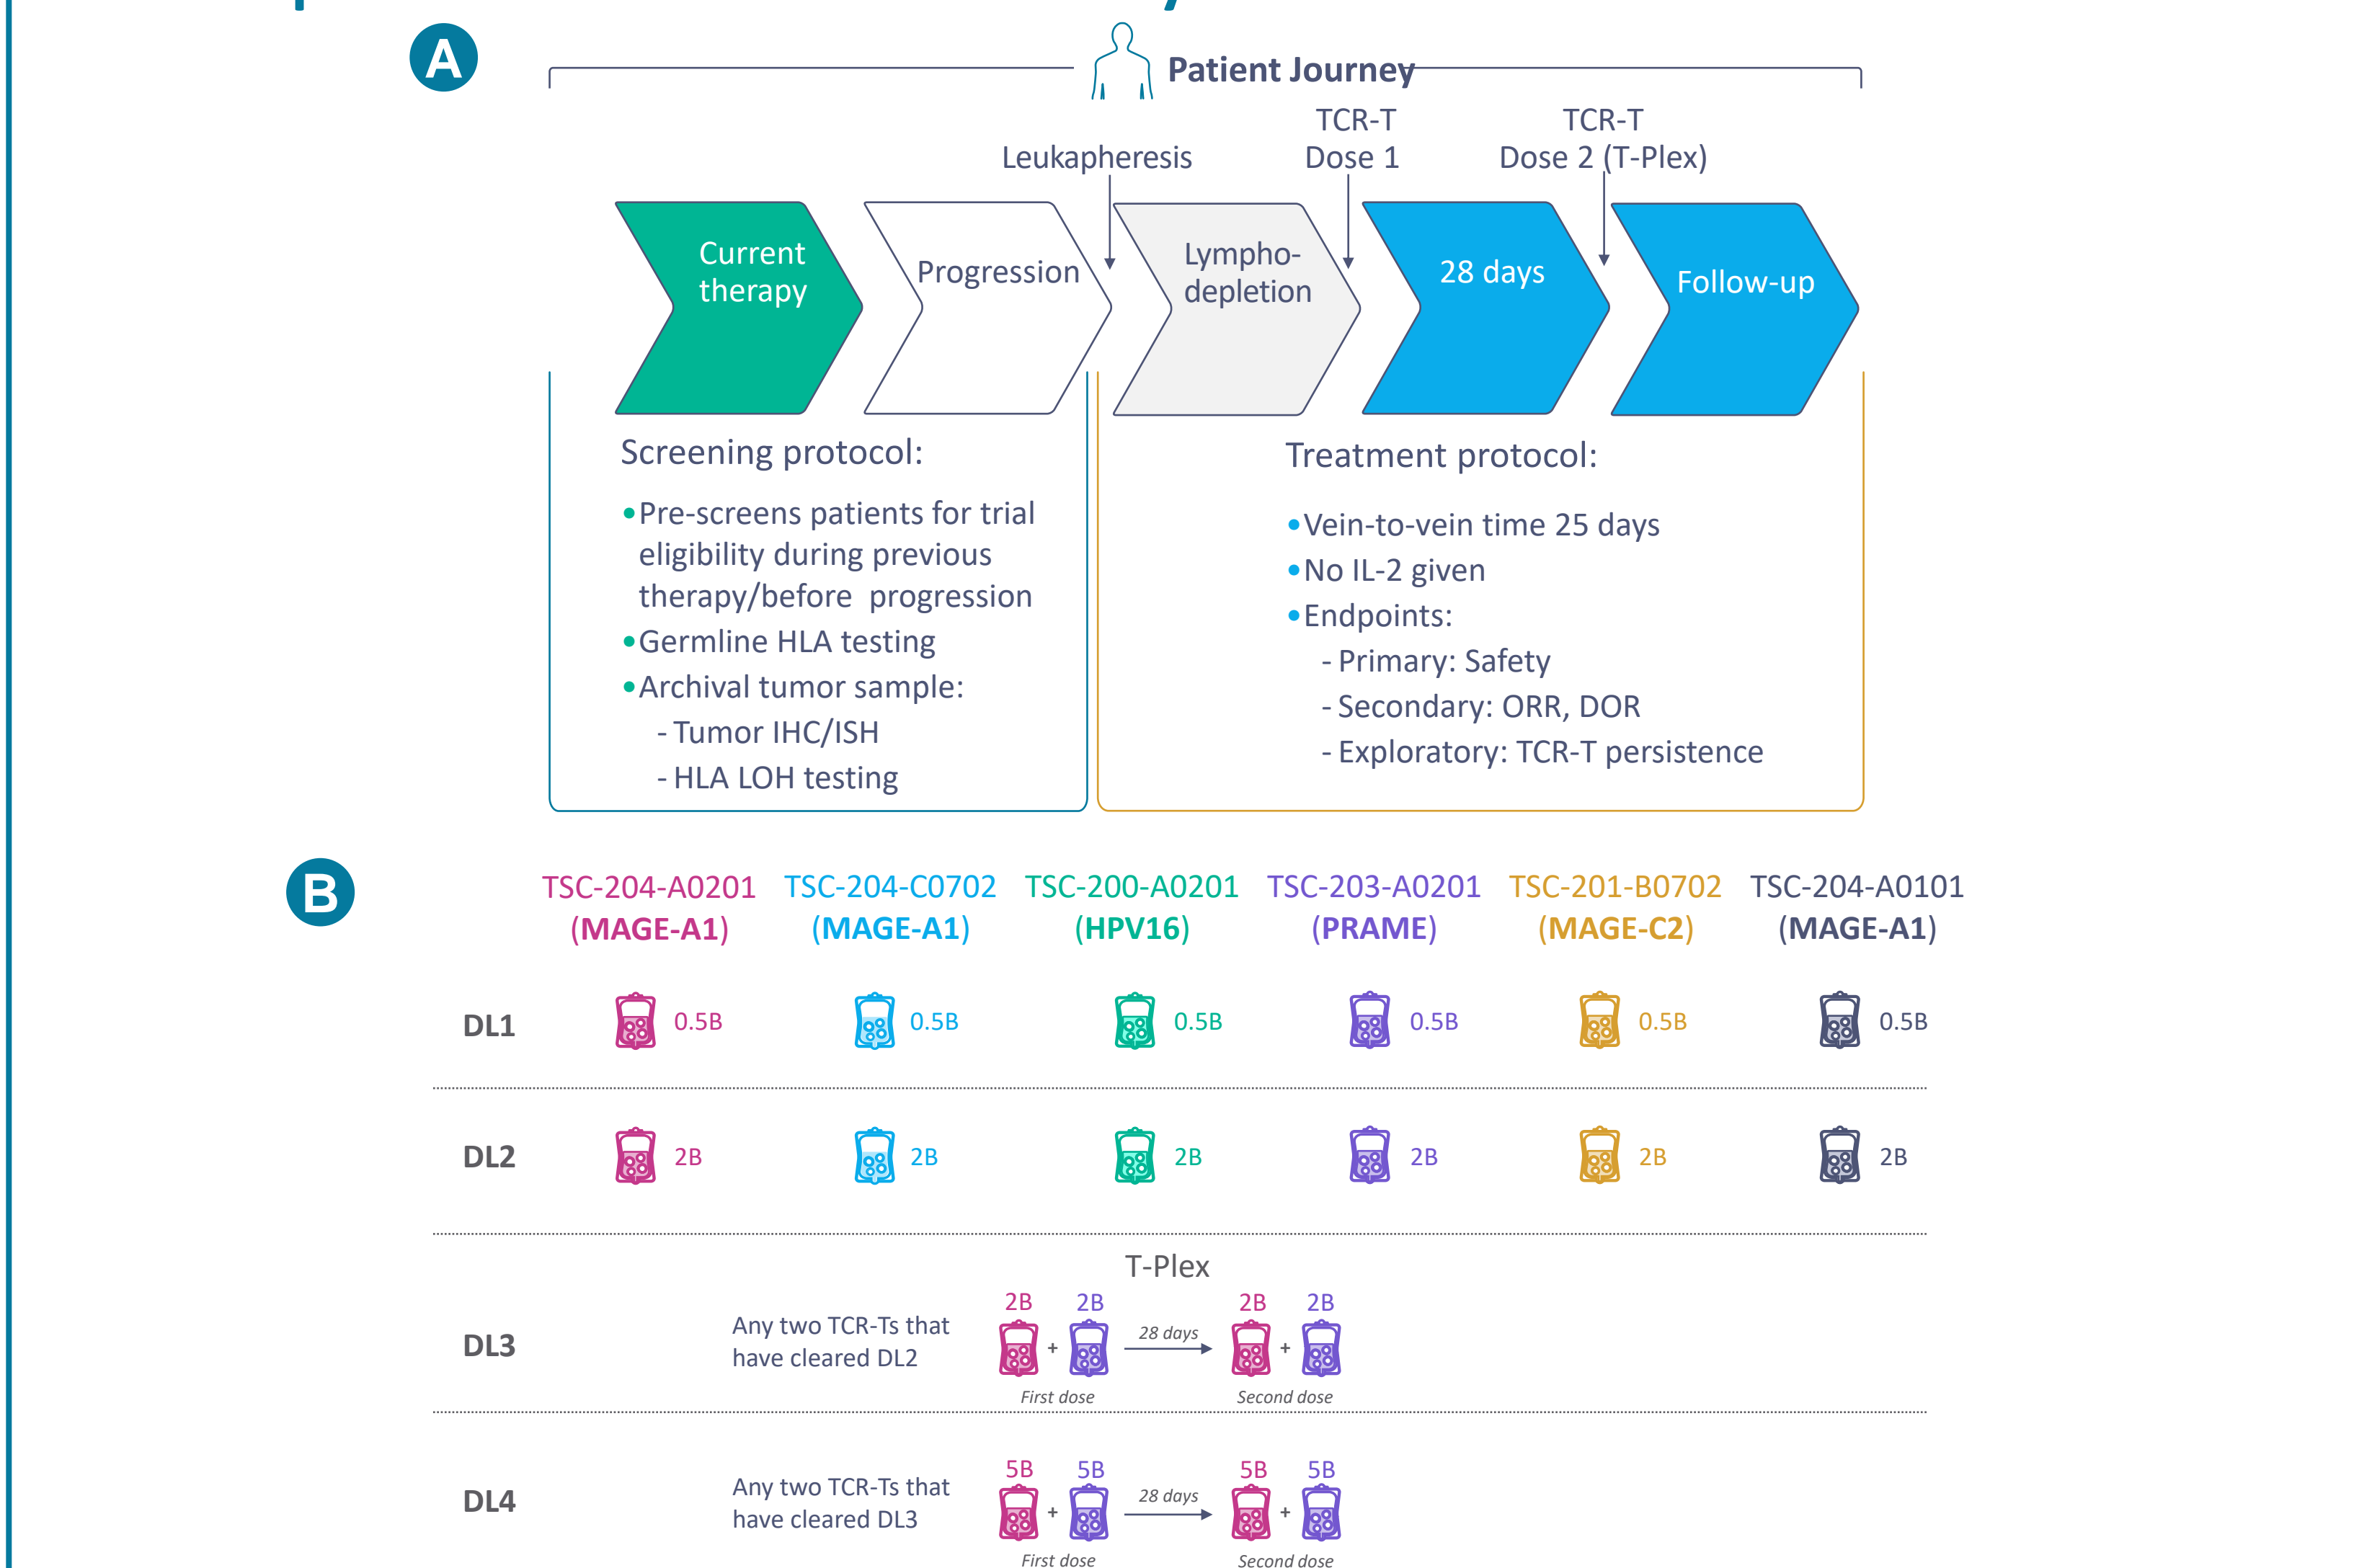 A
Patient Journey
Leukapheresis
TCR-T
Dose 1
TCR-T
Dose 2 (T-Plex)
Current
therapy
Progression
Lympho-
depletion
28 days
Follow-up
Screening protocol:
•Pre-screens patients for trial
eligibility during previous
therapy/before progression
•Germline HLA testing
•Archival tumor sample:
- Tumor IHC/ISH
- HLA LOH testing
Treatment protocol:
•Vein-to-vein time 25 days
•No IL-2 given
•Endpoints:
- Primary: Safety
- Secondary: ORR, DOR
- Exploratory: TCR-T persistence
B
TSC-204-A0201
(MAGE-A1)
TSC-204-C0702
(MAGE-A1)
TSC-200-A0201
(HPV16)
TSC-203-A0201
(PRAME)
TSC-201-B0702
(MAGE-C2)
TSC-204-A0101
(MAGE-A1)
DL1 0.5B 0.5B 0.5B 0.5B 0.5B 0.5B
DL2 2B 2B 2B 2B 2B 2B
T-Plex
DL3
Any two TCR-Ts that
have cleared DL2
2B 2B 2B 2B
+ 28 days +
First dose Second dose
DL4
Any two TCR-Ts that
have cleared DL3
5B 5B 5B 5B
+ 28 days +
First dose Second dose